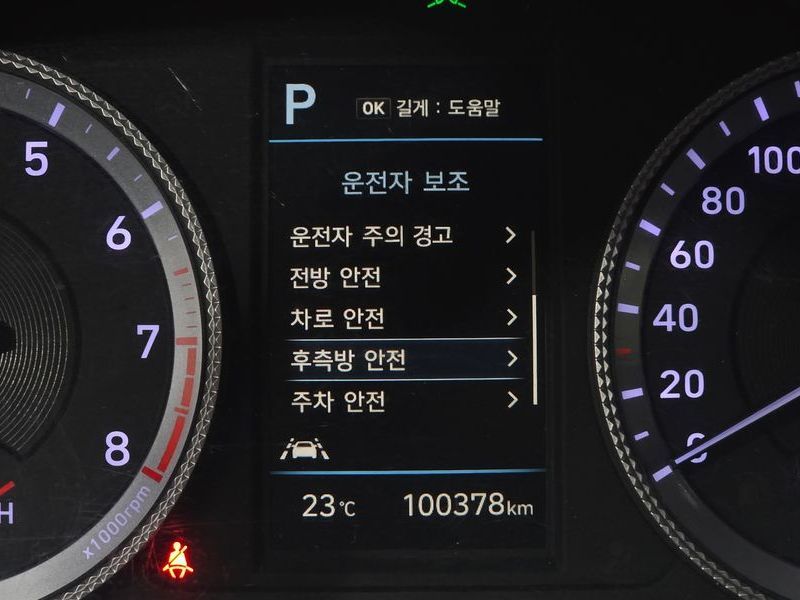 P
OK 길게 : 도움말
운전자 보조
운전자 주의 경고
전방 안전
차로 안전
후측방 안전
주차 안전
23°C 100378km
5
6
7
8
x1000rpm
H
100
80
60
40
20
0